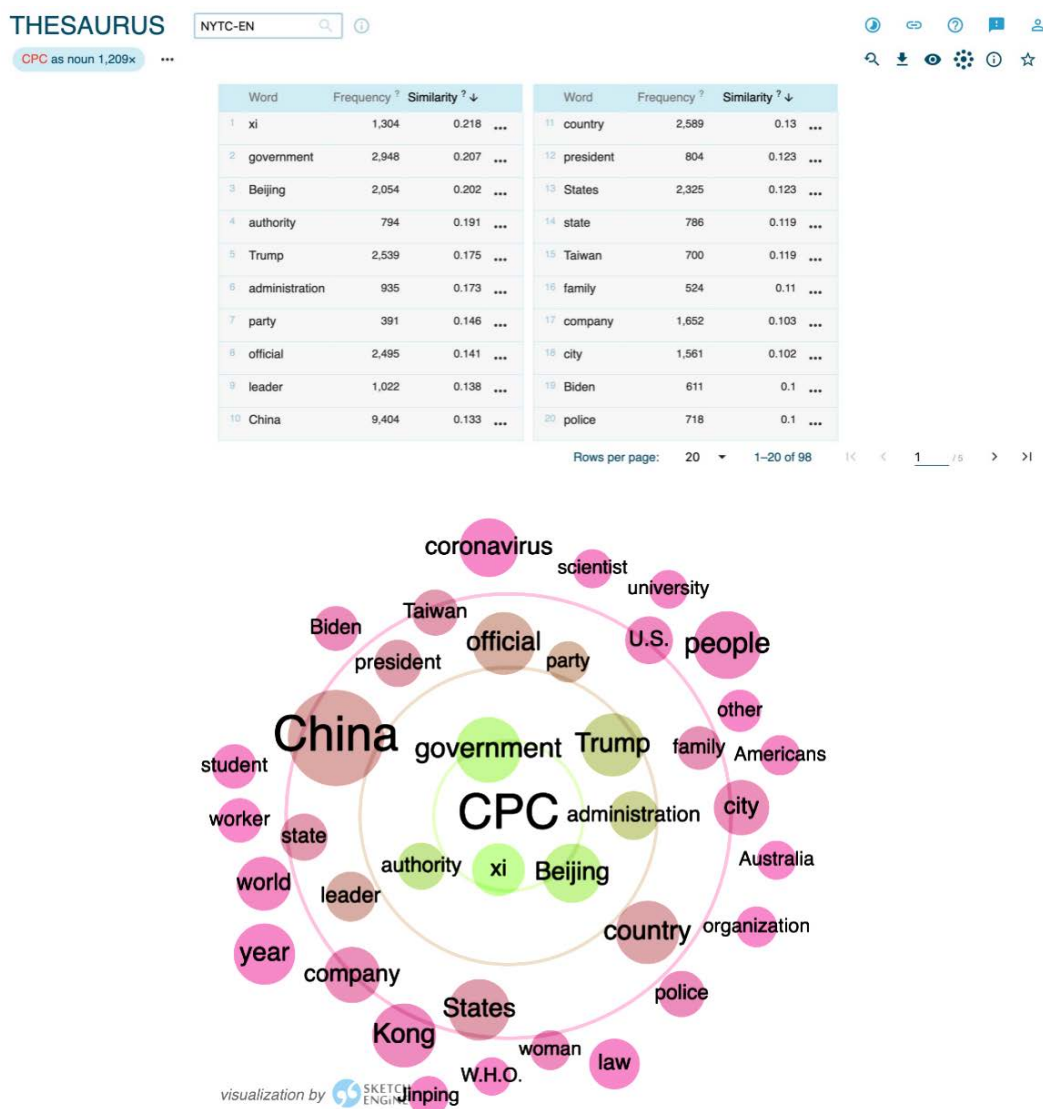 THESAURUS
NYTC-EN
CPC as noun 1,209×
Word Frequency ? Similarity ? ↓
1 xi 1,304 0.218 ...
2 government 2,948 0.207 ...
3 Beijing 2,054 0.202 ...
4 authority 794 0.191 ...
5 Trump 2,539 0.175 ...
6 administration 935 0.173 ...
7 party 391 0.146 ...
8 official 2,495 0.141 ...
9 leader 1,022 0.138 ...
10 China 9,404 0.133 ...
Word Frequency ? Similarity ? ↓
11 country 2,589 0.13 ...
12 president 804 0.123 ...
13 States 2,325 0.123 ...
14 state 786 0.119 ...
15 Taiwan 700 0.119 ...
16 family 524 0.11 ...
17 company 1,652 0.103 ...
18 city 1,561 0.102 ...
19 Biden 611 0.1 ...
20 police 718 0.1 ...
Rows per page: 20 1–20 of 98 1 / 5
coronavirus
scientist
university
Taiwan
Biden
official
U.S.
people
president
party
other
China
government
Trump
family
Americans
student
CPC
administration
city
worker
state
authority
xi
Beijing
Australia
world
leader
country
organization
year
company
police
States
Kong
woman
law
W.H.O.
Jinping
visualization by SKETCH
ENGINE